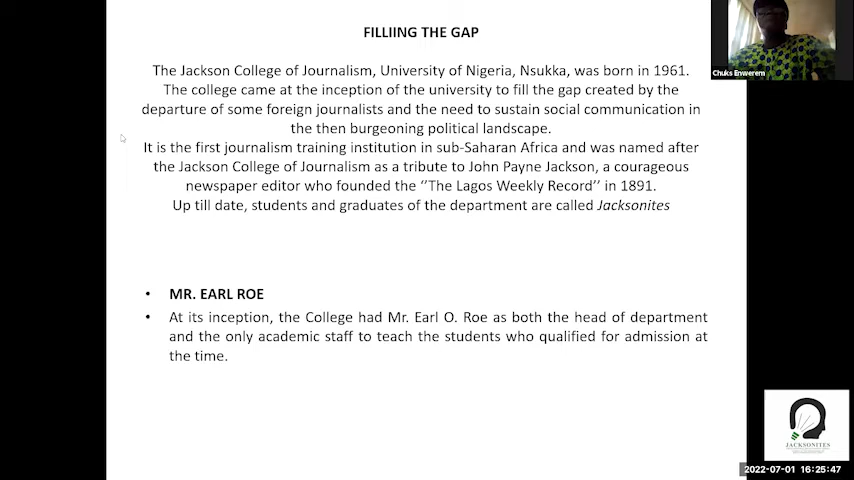 FILLIING THE GAP
The Jackson College of Journalism, University of Nigeria, Nsukka, was born in 1961.
The college came at the inception of the university to fill the gap created by the
departure of some foreign journalists and the need to sustain social communication in
the then burgeoning political landscape.
It is the first journalism training institution in sub-Saharan Africa and was named after
the Jackson College of Journalism as a tribute to John Payne Jackson, a courageous
newspaper editor who founded the ‘’The Lagos Weekly Record’’ in 1891.
Up till date, students and graduates of the department are called Jacksonites
• MR. EARL ROE
• At its inception, the College had Mr. Earl O. Roe as both the head of department
and the only academic staff to teach the students who qualified for admission at
the time.
Chuks Enwerem
JACKSONITES
2022-07-01 16:25:47